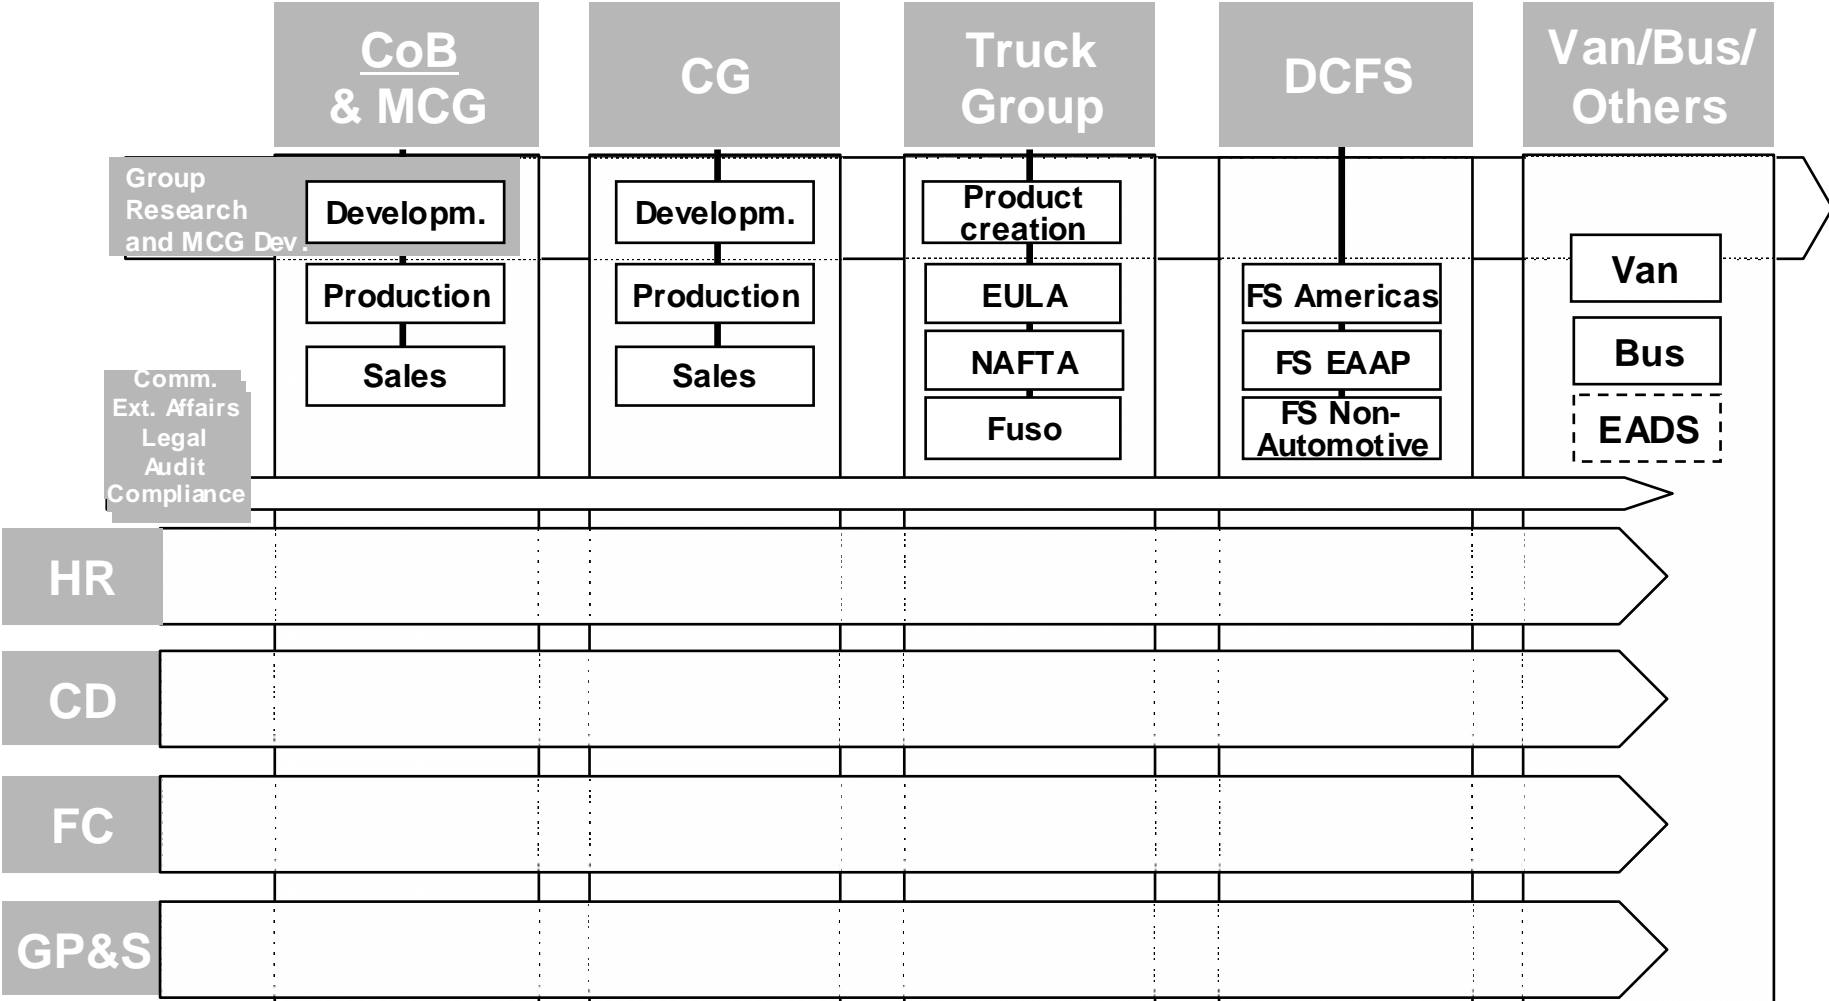 CoB
& MCG
CG
Truck
Group
DCFS
Van/Bus/
Others
Group
Research
and MCG Dev.
Developm.
Production
Sales
Developm.
Production
Sales
Product
creation
EULA
NAFTA
Fuso
FS Americas
FS EAAP
FS Non-
Automotive
Van
Bus
EADS
Comm.
Ext. Affairs
Legal
Audit
Compliance
HR
CD
FC
GP&S